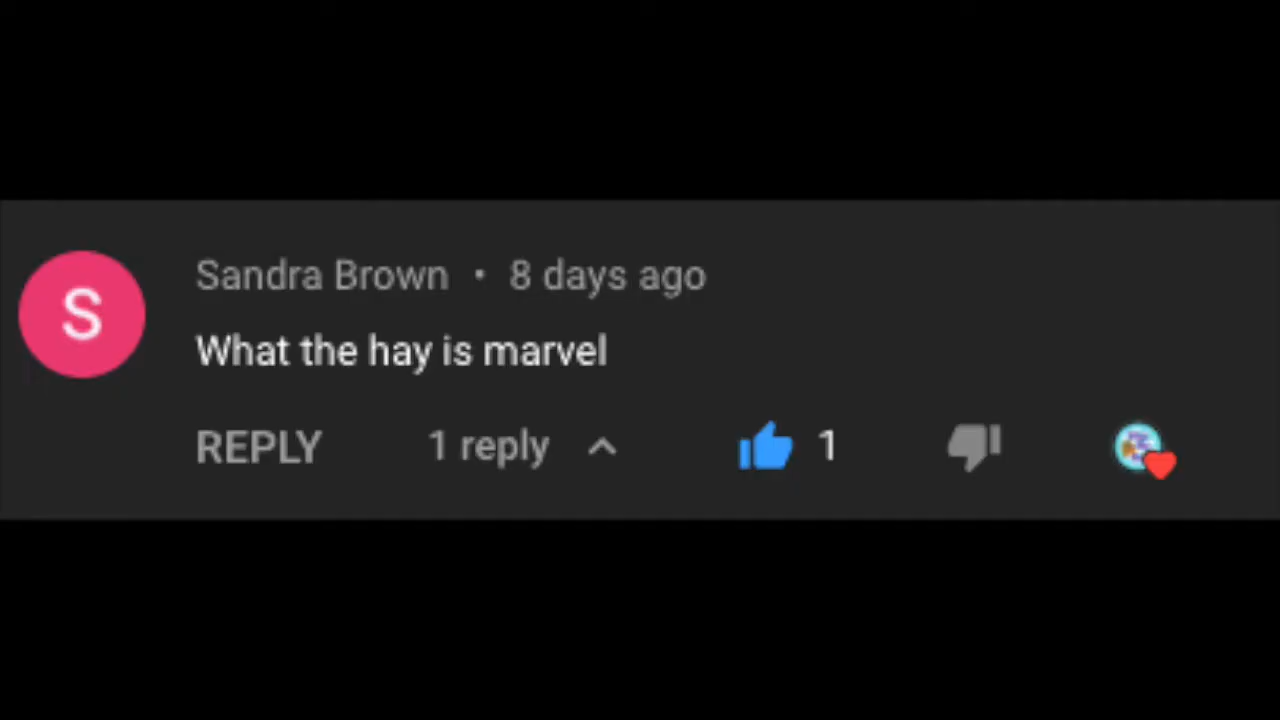 S
Sandra Brown • 8 days ago
What the hay is marvel
REPLY 1 reply 1